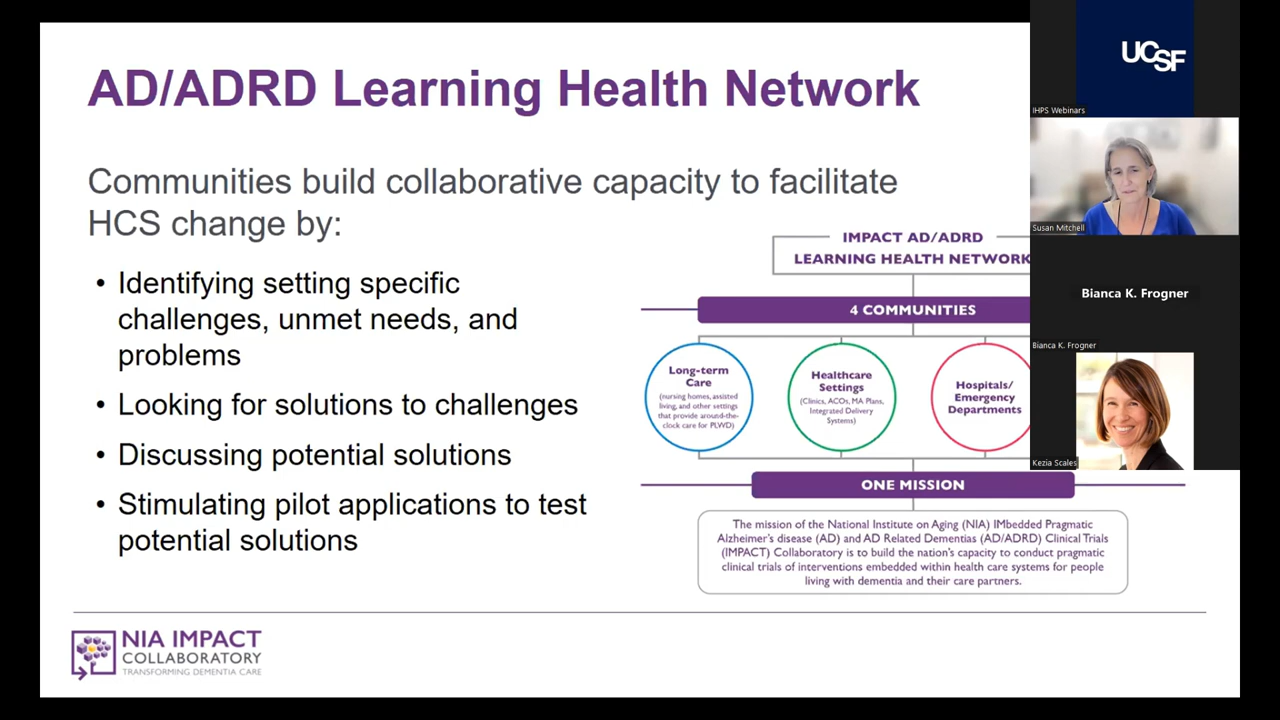 AD/ADRD Learning Health Network
Communities build collaborative capacity to facilitate
HCS change by:
• Identifying setting specific
challenges, unmet needs, and
problems
• Looking for solutions to challenges
• Discussing potential solutions
• Stimulating pilot applications to test
potential solutions
IMPACT AD/ADRD
LEARNING HEALTH NETWORK
4 COMMUNITIES
Long-term
Care
(nursing homes, assisted
living, and other settings
that provide around-the-
clock care for PLWD)
Healthcare
Settings
(Clinics, ACOs, MA Plans,
Integrated Delivery
Systems)
Hospitals/
Emergency
Departments
ONE MISSION
The mission of the National Institute on Aging (NIA) IMbedded Pragmatic
Alzheimer's disease (AD) and AD Related Dementias (AD/ADRD) Clinical Trials
(IMPACT) Collaboratory is to build the nation's capacity to conduct pragmatic
clinical trials of interventions embedded within health care systems for people
living with dementia and their care partners.
NIA IMPACT
COLLABORATORY
TRANSFORMING DEMENTIA CARE
UCSF
IHPS Webinars
Susan Mitchell
Bianca K. Frogner
Bianca K. Frogner
Kezia Scales